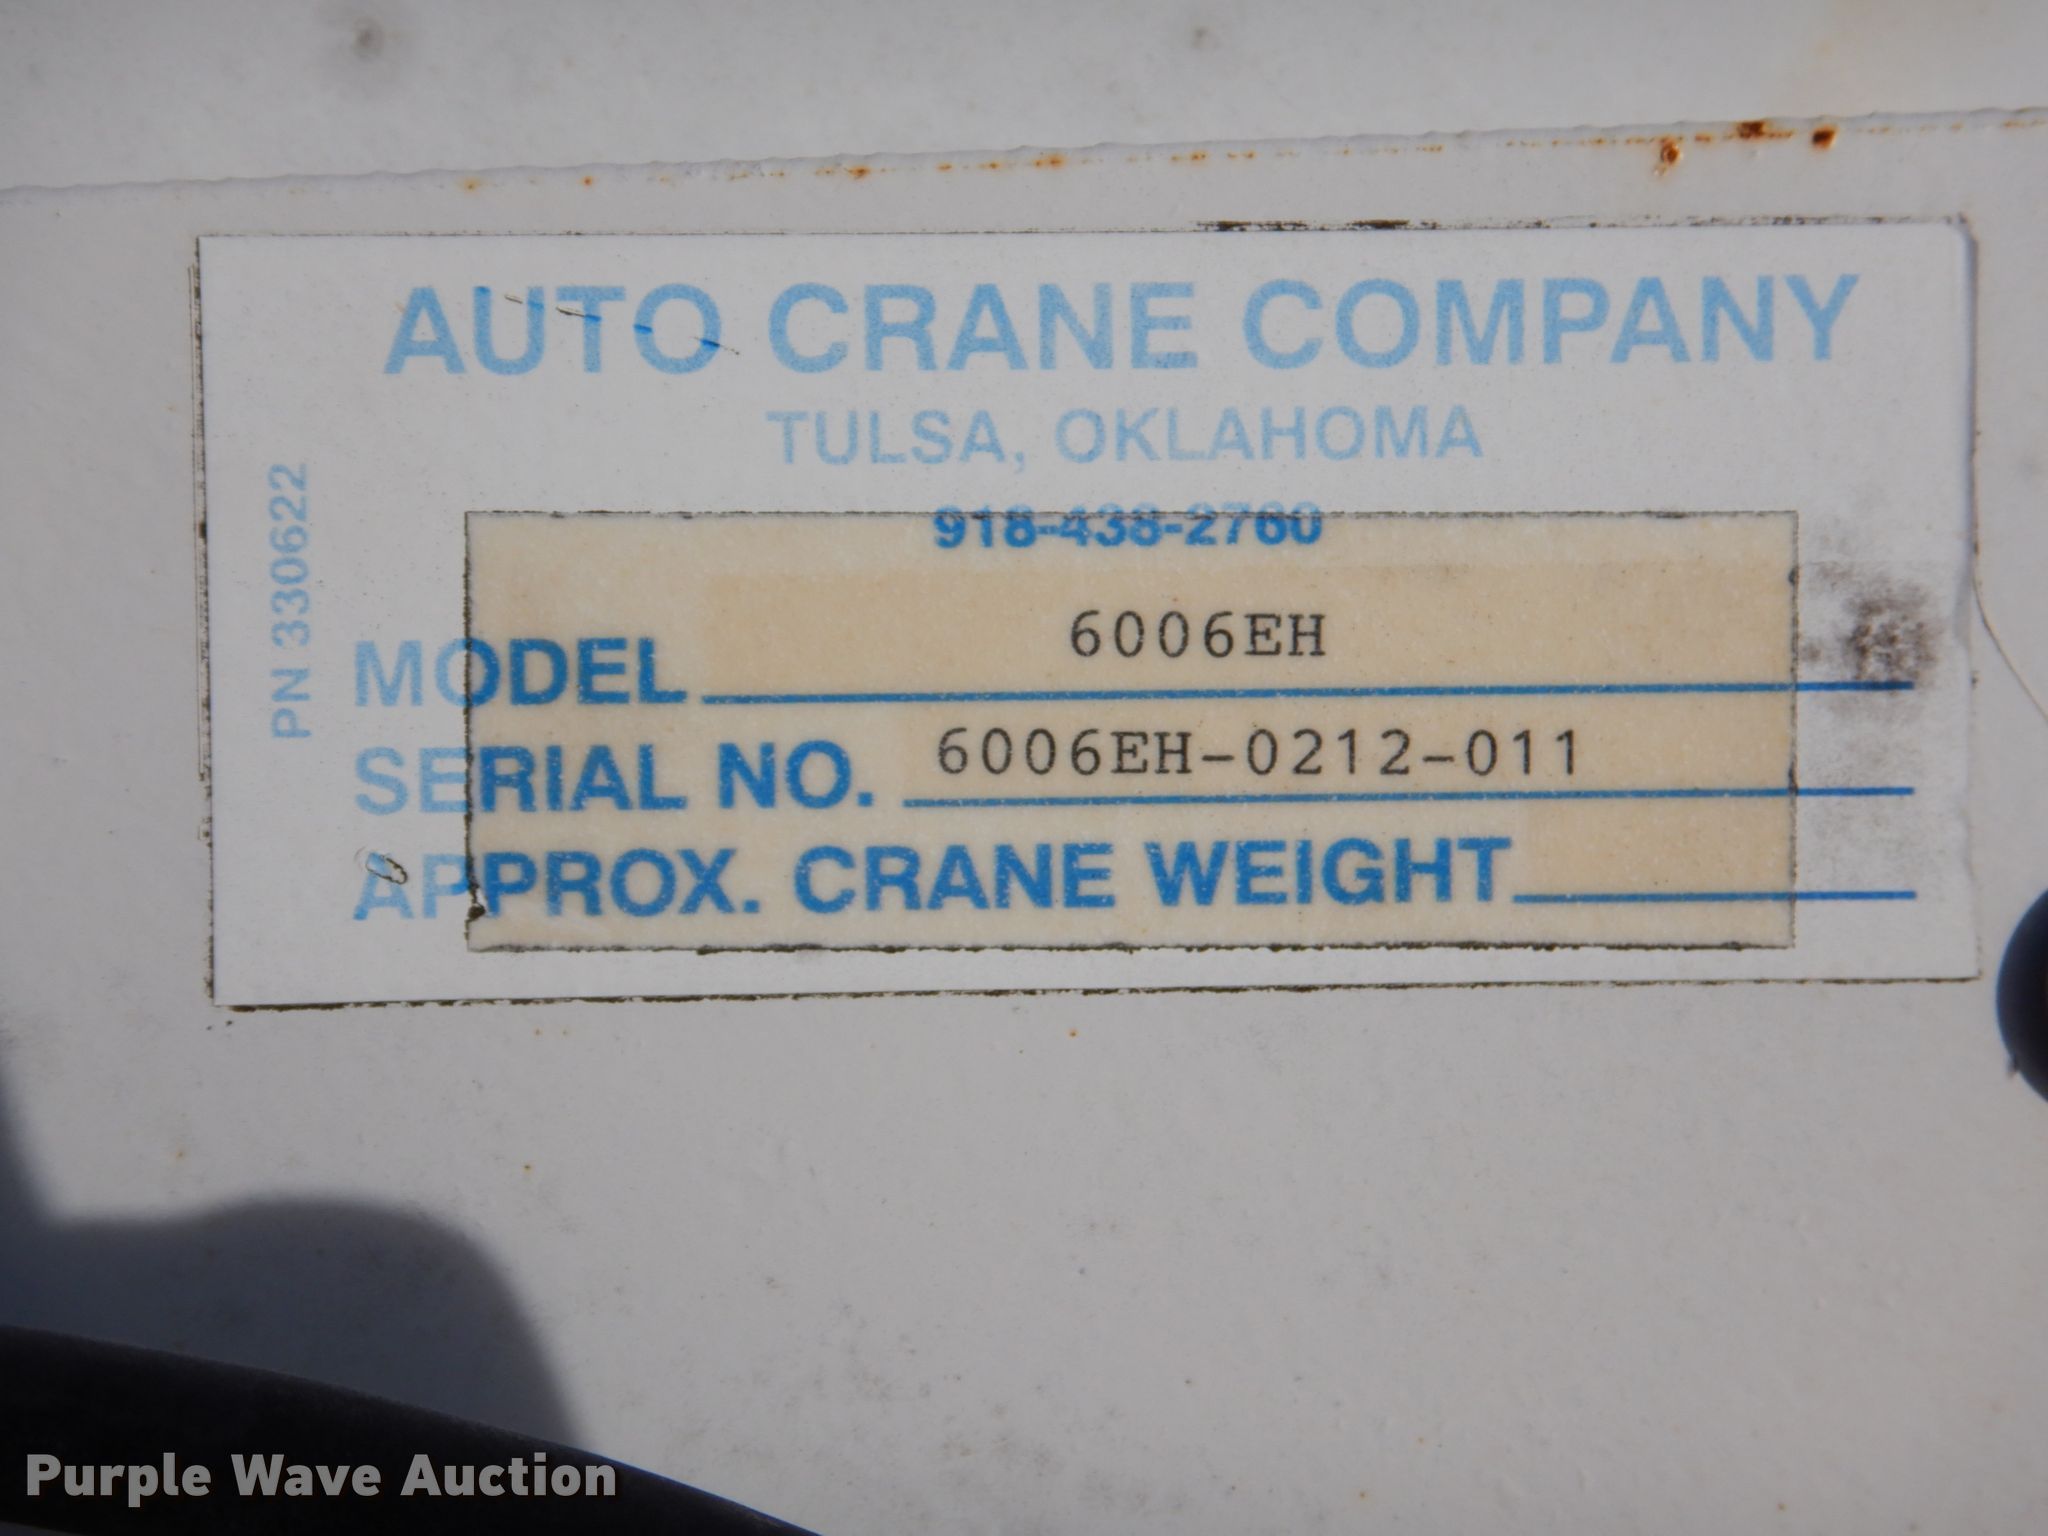 AUTO CRANE COMPANY
TULSA, OKLAHOMA
918-438-2760
PN 330622
MODEL 6006EH
SERIAL NO. 6006EH-0212-011
APPROX. CRANE WEIGHT
Purple Wave Auction